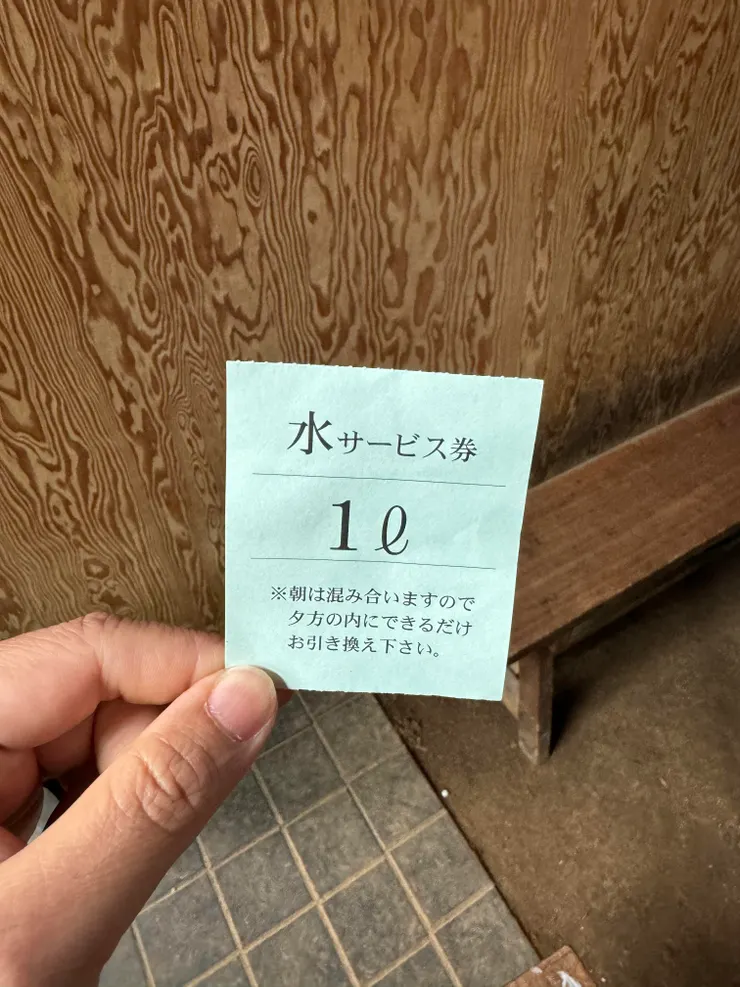 水サービス券
1ℓ
※朝は混み合いますので
夕方の内にできるだけ
お引き換え下さい。